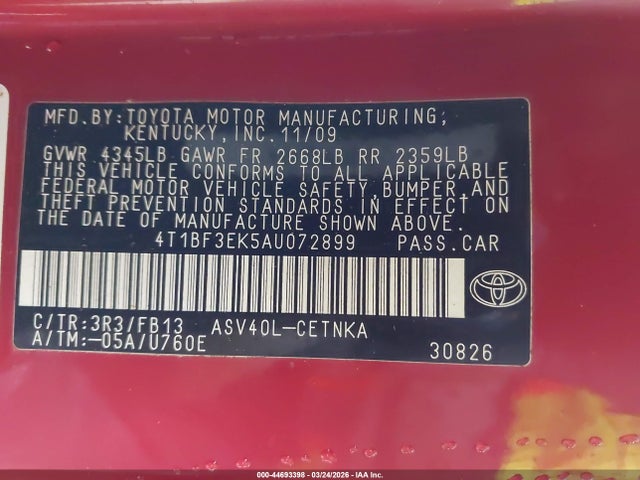 MFD.BY:TOYOTA MOTOR MANUFACTURING,
KENTUCKY, INC. 11/09
GVWR 4345LB GAWR FR 2668LB RR 2359LB
THIS VEHICLE CONFORMS TO ALL APPLICABLE
FEDERAL MOTOR VEHICLE SAFETY, BUMPER, AND
THEFT PREVENTION STANDARDS IN EFFECT ON
THE DATE OF MANUFACTURE SHOWN ABOVE.
4T1BF3EK5AU072899 PASS.CAR
C/TR:3R3/FB13 ASV40L-CETNKA
A/TM:-05A/U760E
30826
000-44693398 - 03/24/2026 - IAA Inc.